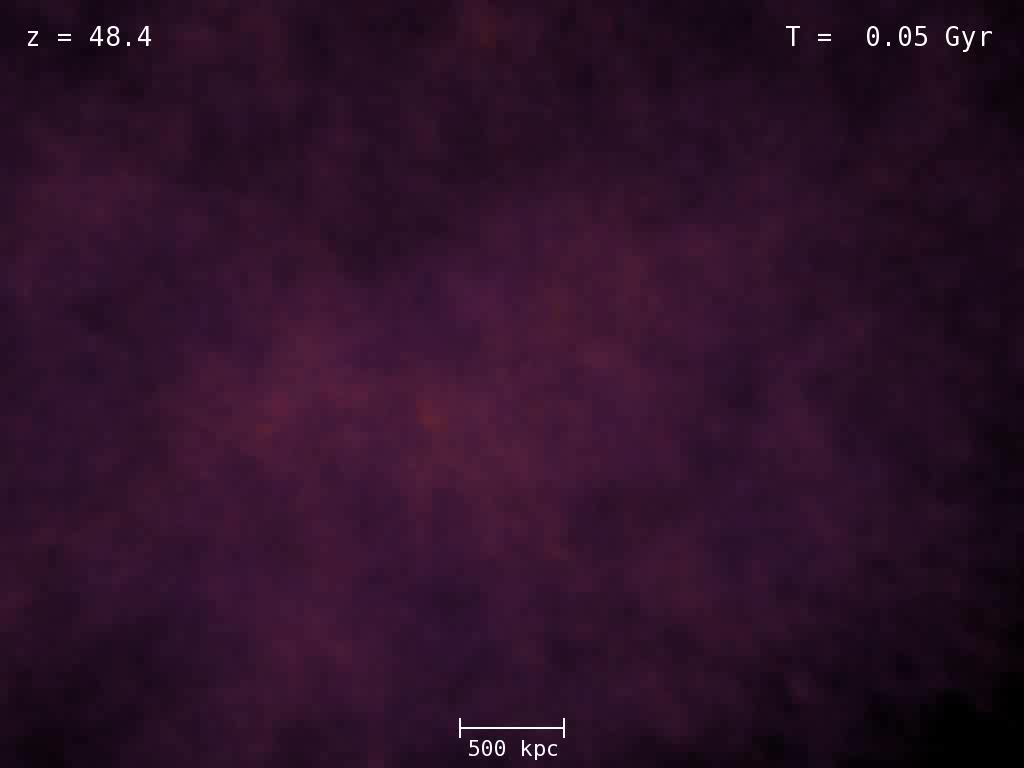 z = 48.4
T =  0.05 Gyr
500 kpc